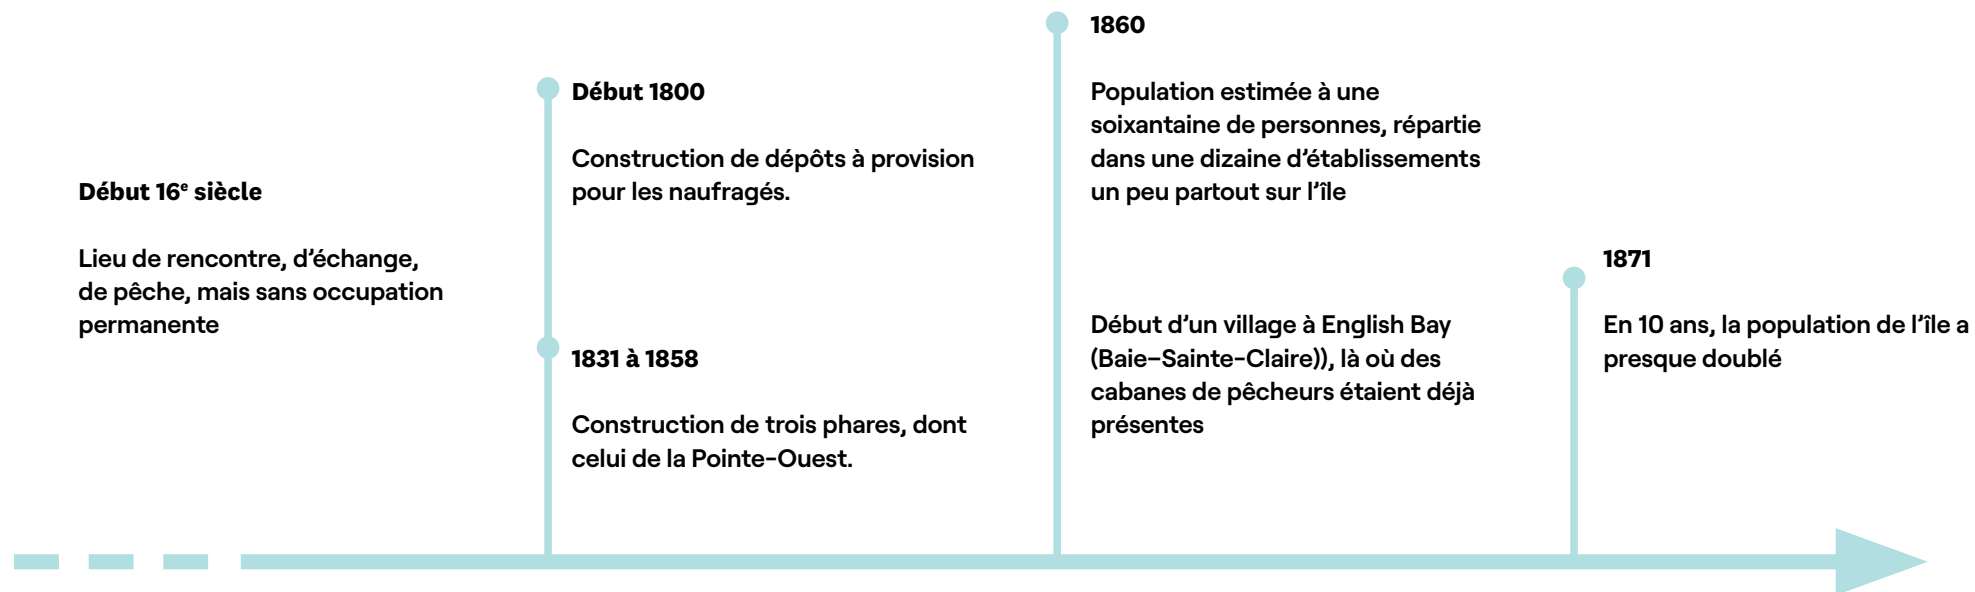 Début 16e siècle
Lieu de rencontre, d’échange,
de pêche, mais sans occupation
permanente
Début 1800
Construction de dépôts à provision
pour les naufragés.
1831 à 1858
Construction de trois phares, dont
celui de la Pointe-Ouest.
1860
Population estimée à une
soixantaine de personnes, répartie
dans une dizaine d’établissements
un peu partout sur l’île
Début d’un village à English Bay
(Baie–Sainte-Claire)), là où des
cabanes de pêcheurs étaient déjà
présentes
1871
En 10 ans, la population de l’île a
presque doublé